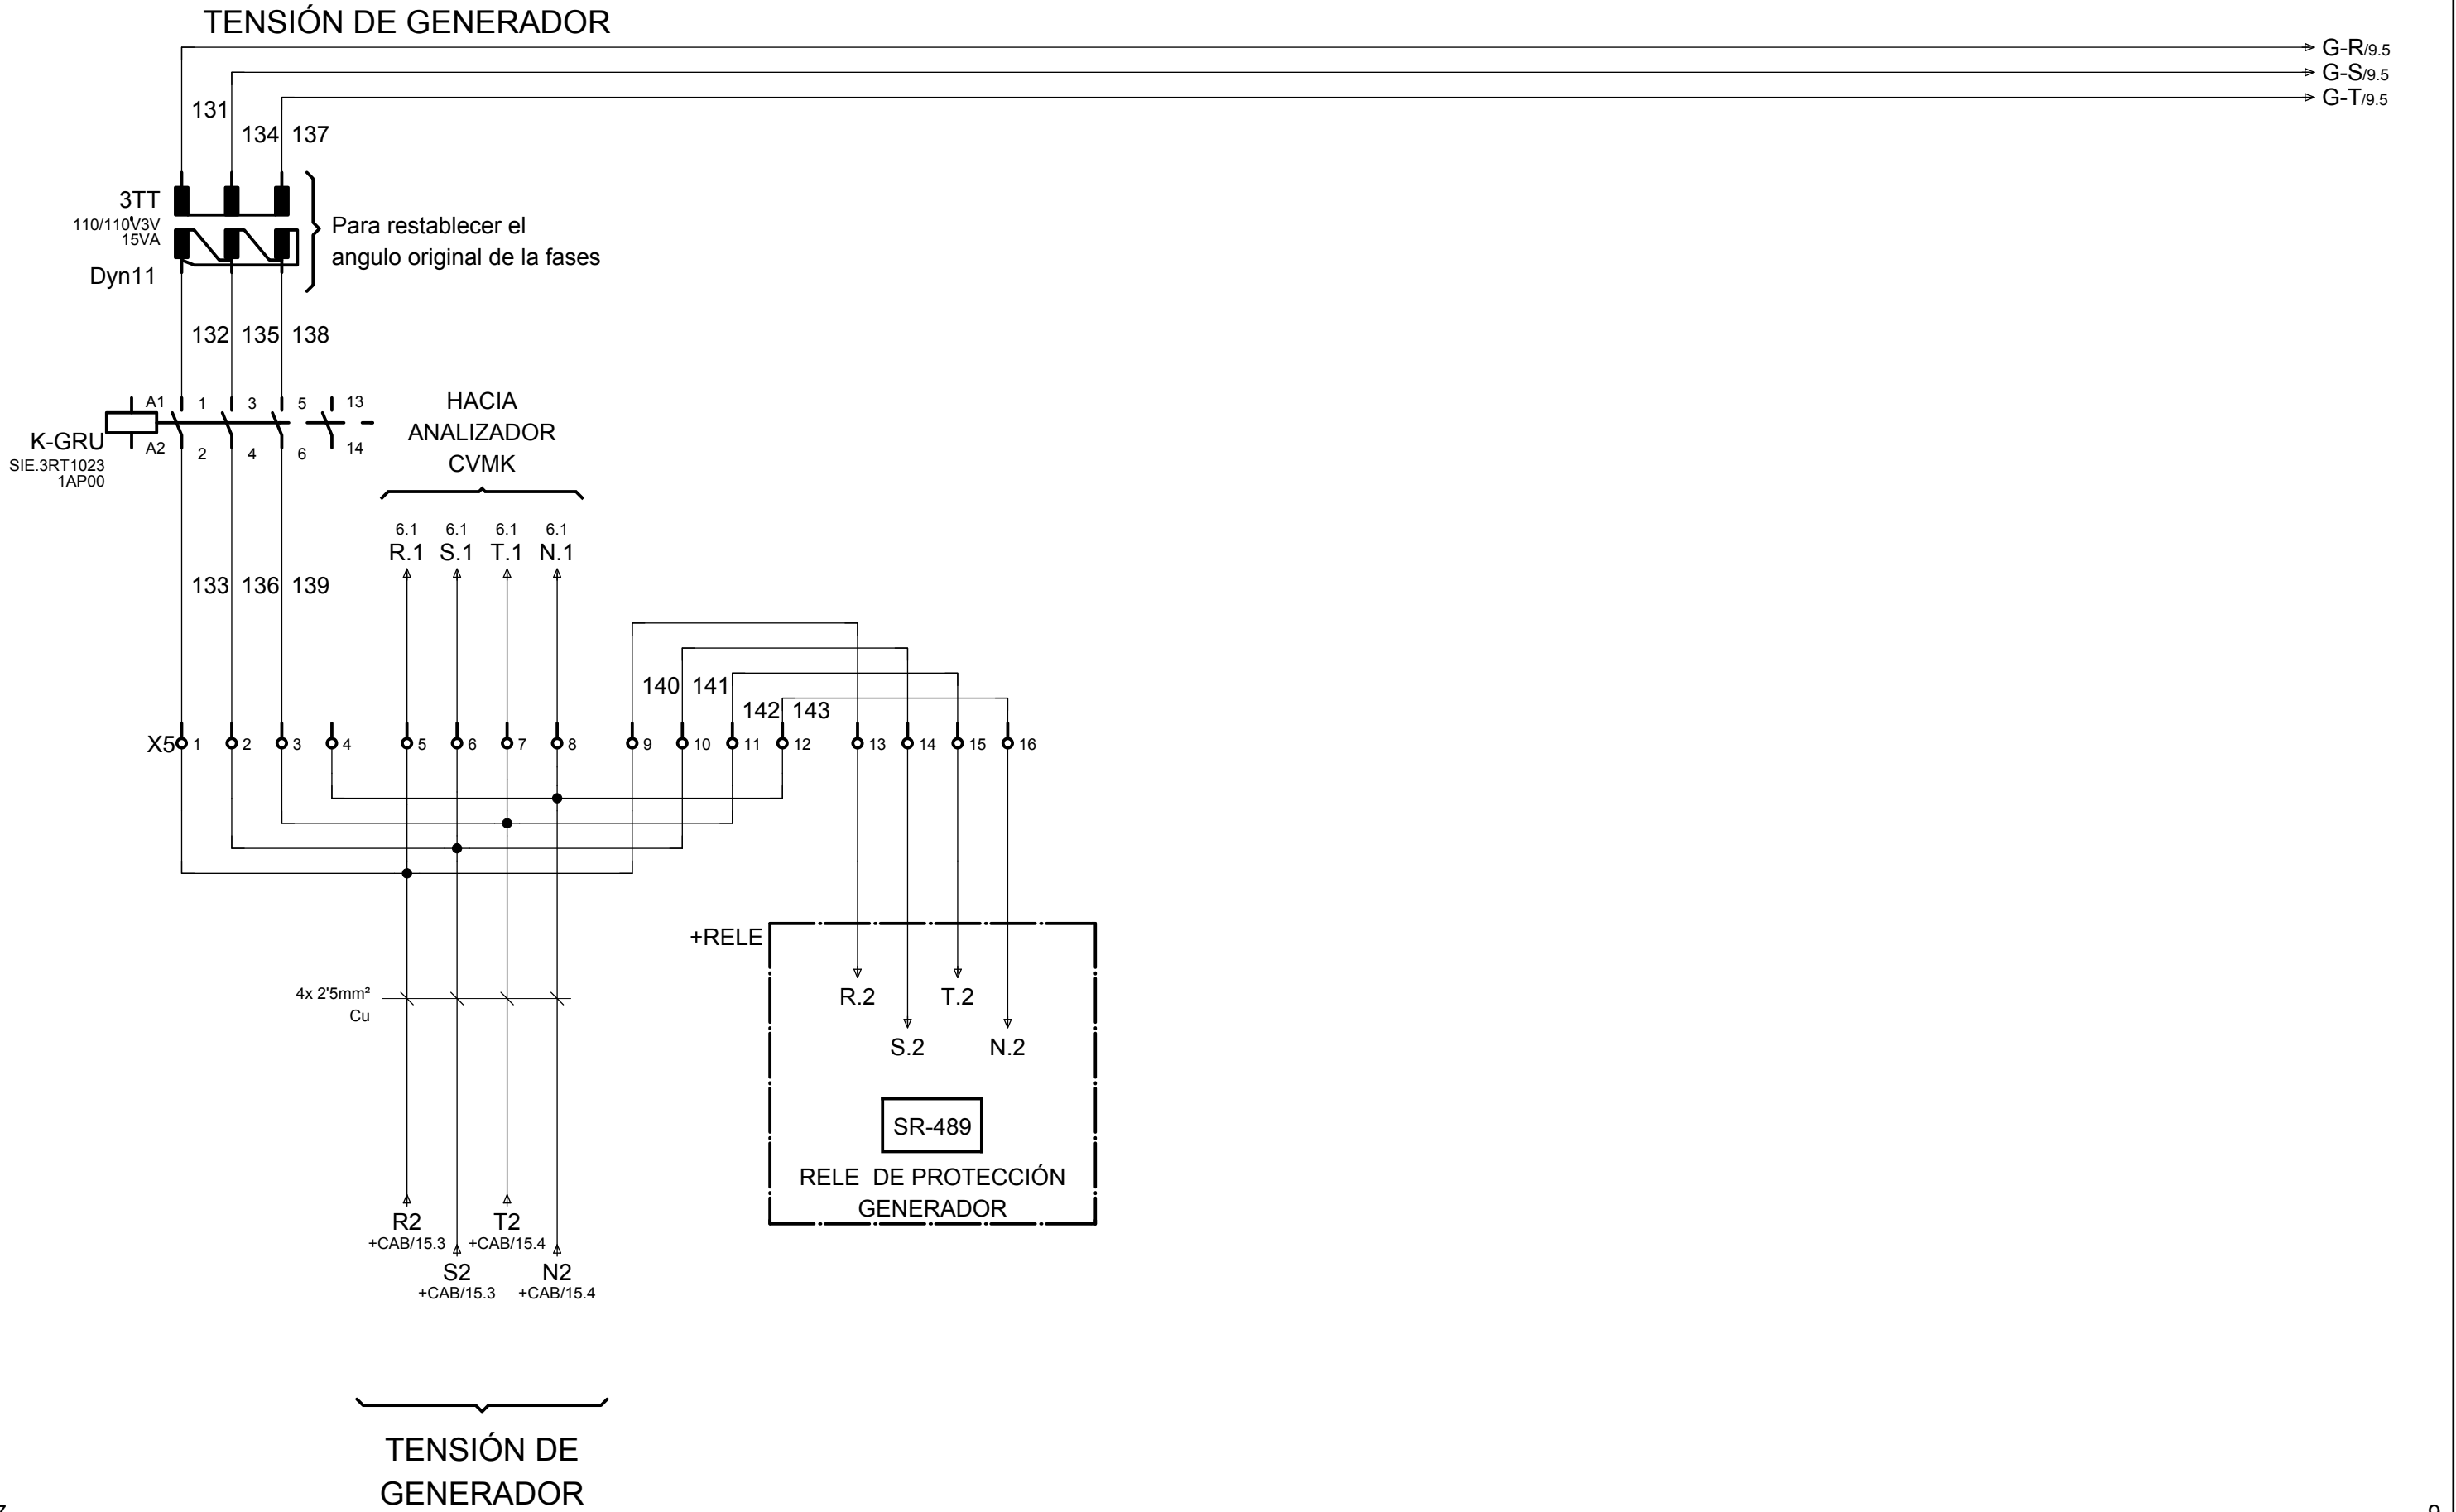 TENSIÓN DE GENERADOR
G-R/9.5
G-S/9.5
G-T/9.5
131
134 137
3TT
110/110'V3V
15VA
Dyn11
Para restablecer el
angulo original de la fases
132 135 138
A1 1 3 5 13
K-GRU
A2 2 4 6 14
SIE.3RT1023
1AP00
HACIA
ANALIZADOR
CVMK
6.1 6.1 6.1 6.1
R.1 S.1 T.1 N.1
133 136 139
140 141
142 143
X5 1 2 3 4 5 6 7 8 9 10 11 12 13 14 15 16
+RELE
4x 2'5mm²
Cu
R.2 T.2
S.2 N.2
SR-489
RELE DE PROTECCIÓN
GENERADOR
R2 T2
+CAB/15.3 +CAB/15.4
S2 N2
+CAB/15.3 +CAB/15.4
TENSIÓN DE
GENERADOR